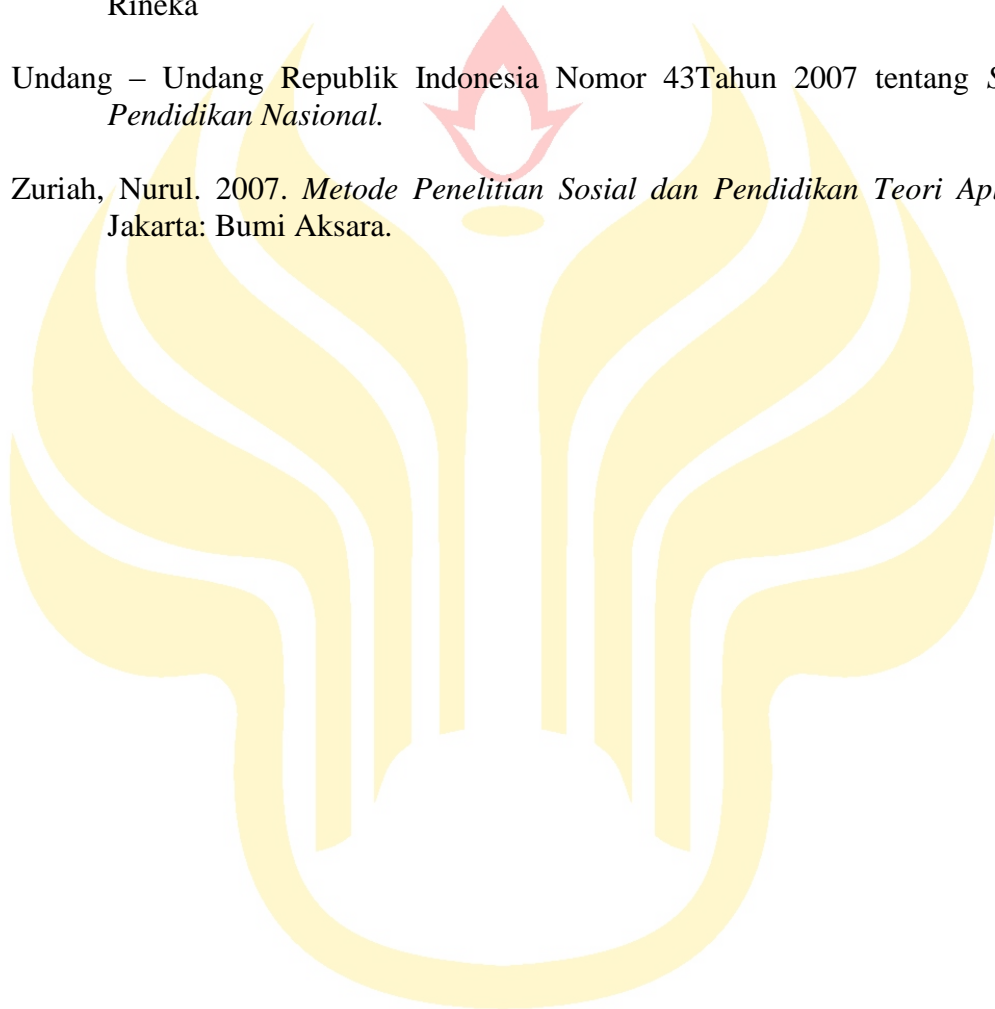 Rineka
Undang – Undang Republik Indonesia Nomor 43Tahun 2007 tentang
Pendidikan Nasional.
Zuriah, Nurul. 2007. Metode Penelitian Sosial dan Pendidikan Teori
Jakarta: Bumi Aksara.